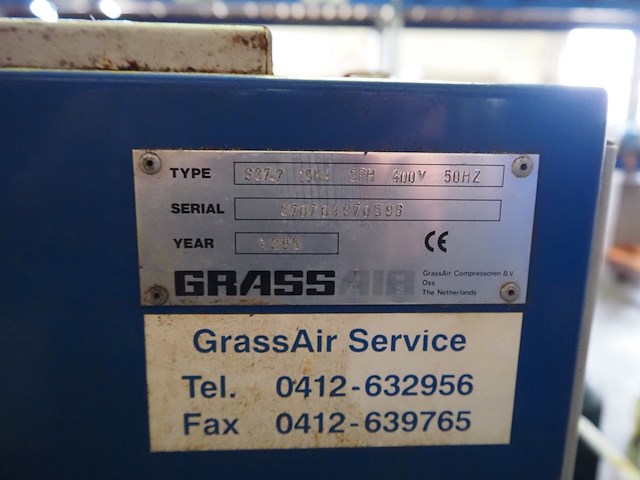 TYPE 400V 50HZ
SERIAL
YEAR
CE
GRASSAIR
GrassAir Compressoren B.V.
Oss
The Netherlands
GrassAir Service
Tel. 0412-632956
Fax 0412-639765